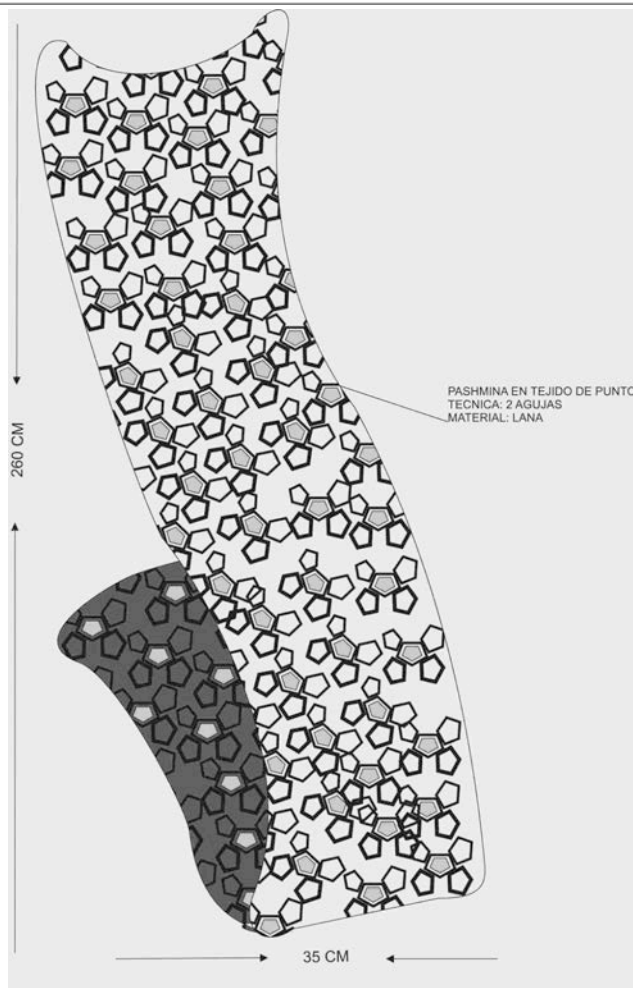 PASHMINA EN TEJIDO DE PUNTO
TECNICA: 2 AGUJAS
MATERIAL: LANA
260 CM
35 CM